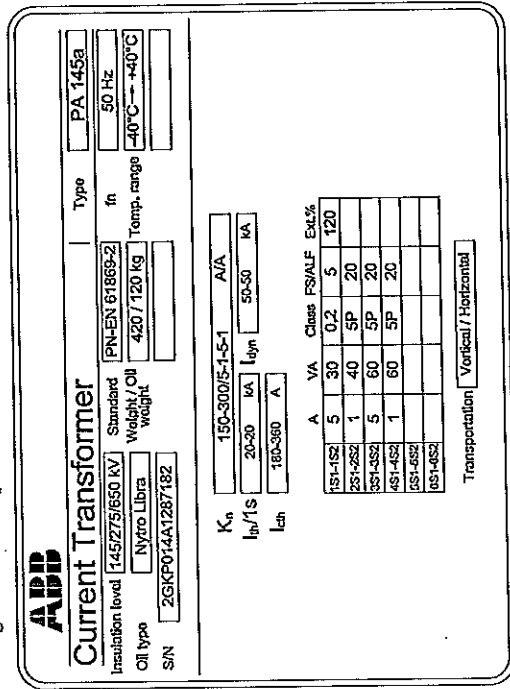 ABB
Current Transformer Type PA 145a
Insulation level 145/275/650 kV Standard PN-EN 61869-2 fn 50 Hz
Oil type Nytro Libra Weight / Oil weight 420 / 120 kg Temp. range -40°C → +40°C
S/N 2GKP014A1287182
Kn 150-300/5-1-5-1 A/A
Ith/1s 20-20 kA Idyn 50-50 kA
Icth 180-360 A
A VA Class FS/ALF Ext.%
1S1-1S2 5 30 0,2 5 120
2S1-2S2 1 40 5P 20
3S1-3S2 5 60 5P 20
4S1-4S2 1 60 5P 20
5S1-5S2
6S1-6S2
Transportation Vertical / Horizontal